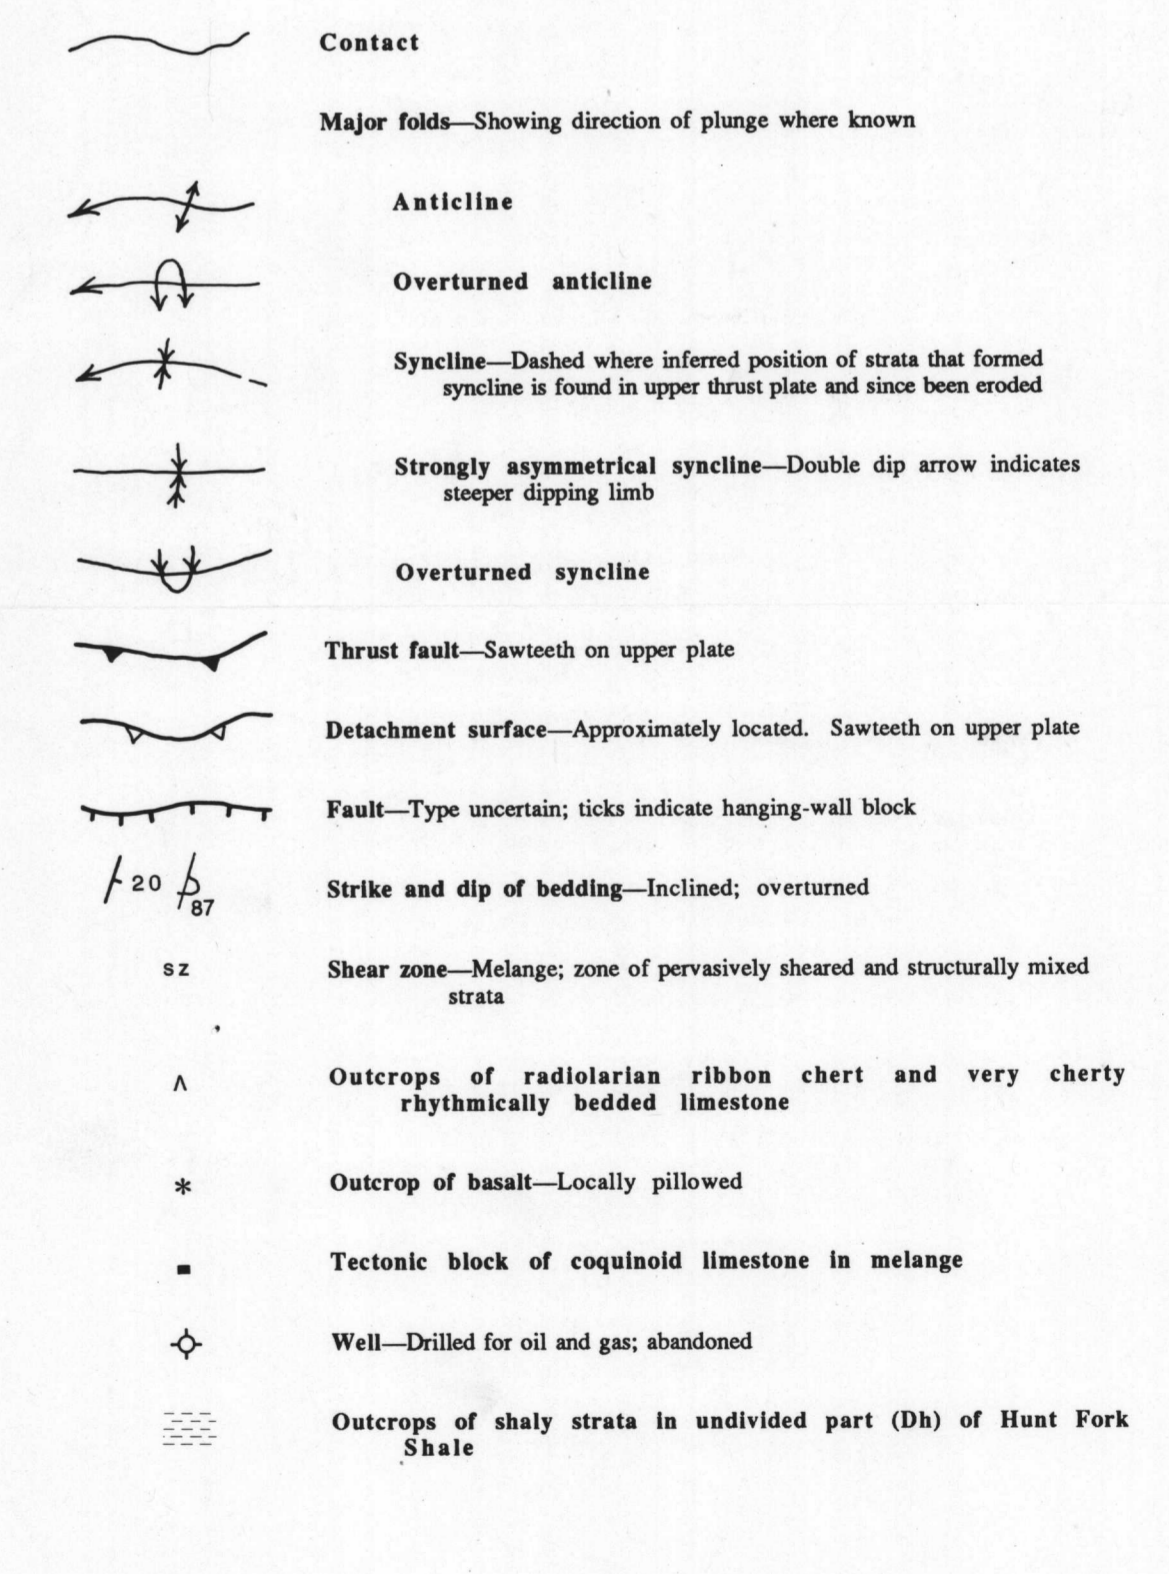 Contact
Major folds—Showing direction of plunge where known
Anticline
Overturned anticline
Syncline—Dashed where inferred position of strata that formed
syncline is found in upper thrust plate and since been eroded
Strongly asymmetrical syncline—Double dip arrow indicates
steeper dipping limb
Overturned syncline
Thrust fault—Sawteeth on upper plate
Detachment surface—Approximately located. Sawteeth on upper plate
Fault—Type uncertain; ticks indicate hanging-wall block
20 87 Strike and dip of bedding—Inclined; overturned
sz Shear zone—Melange; zone of pervasively sheared and structurally mixed
strata
Outcrops of radiolarian ribbon chert and very cherty
rhythmically bedded limestone
* Outcrop of basalt—Locally pillowed
Tectonic block of coquinoid limestone in melange
Well—Drilled for oil and gas; abandoned
Outcrops of shaly strata in undivided part (Dh) of Hunt Fork
Shale